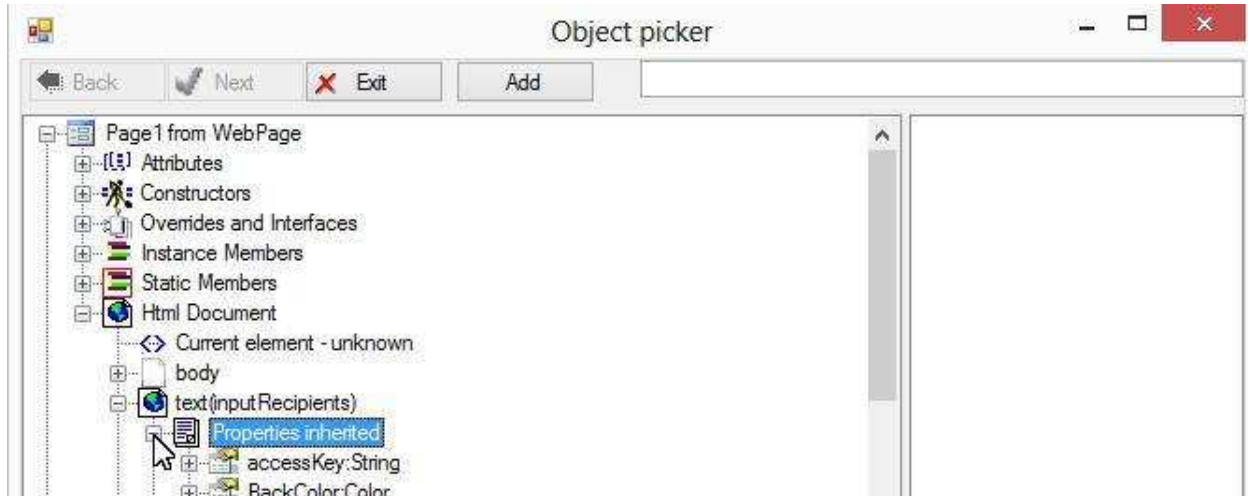 Object picker
Back Next Exit Add
Page1 from WebPage
Attributes
Constructors
Overrides and Interfaces
Instance Members
Static Members
Html Document
Current element - unknown
body
text(inputRecipients)
Properties inherited
accessKey:String
BackColor:Color